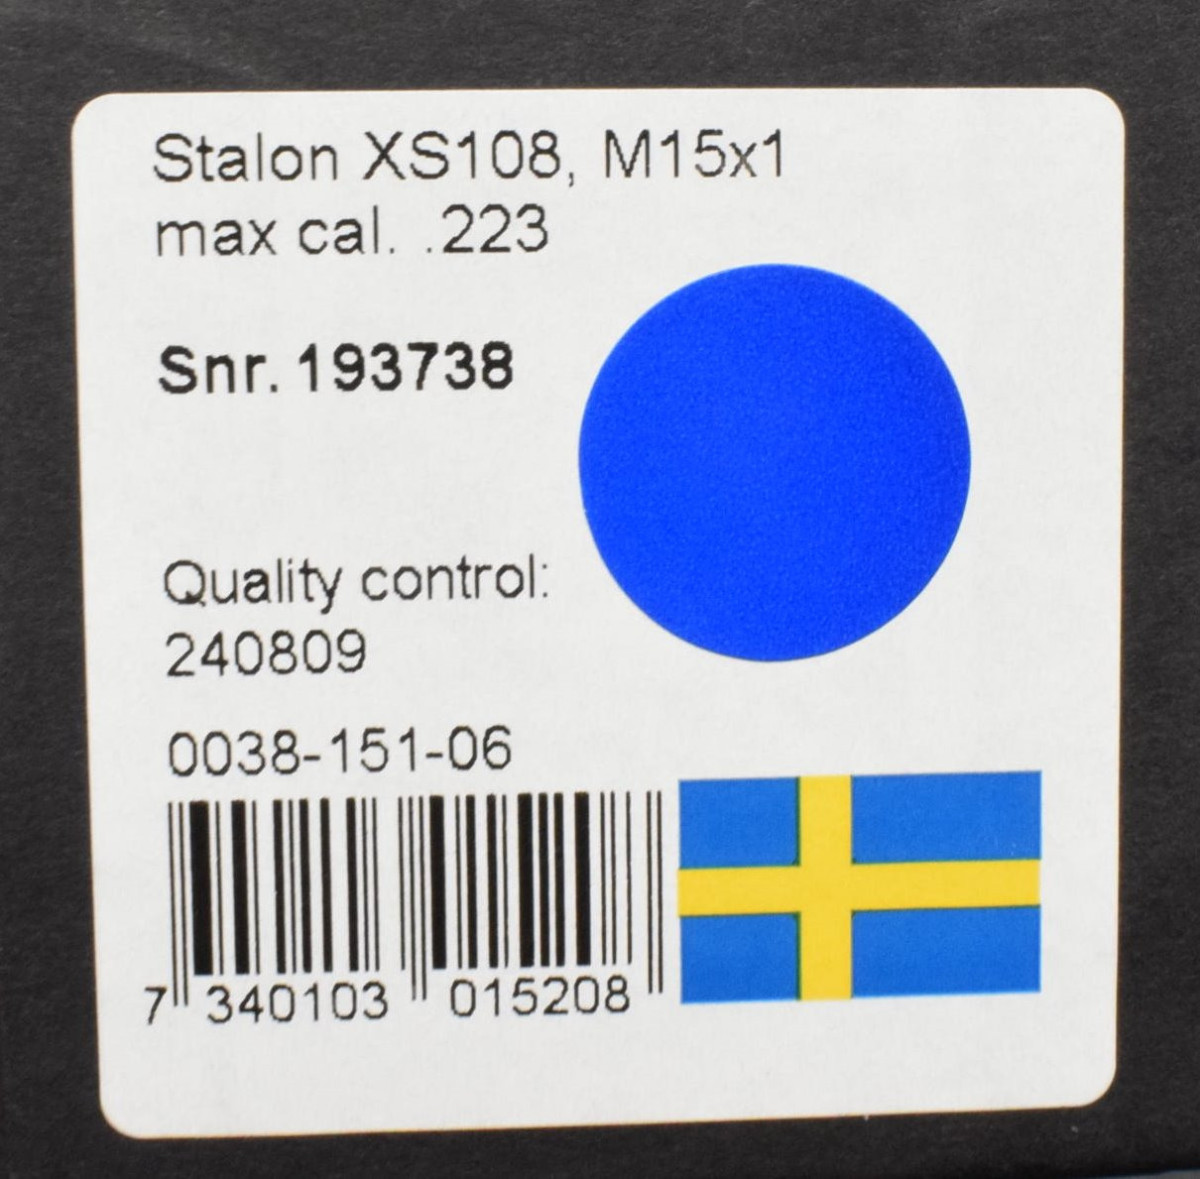 Stalon XS108, M15x1
max cal. .223
Snr. 193738
Quality control:
240809
0038-151-06
7 340103 015208